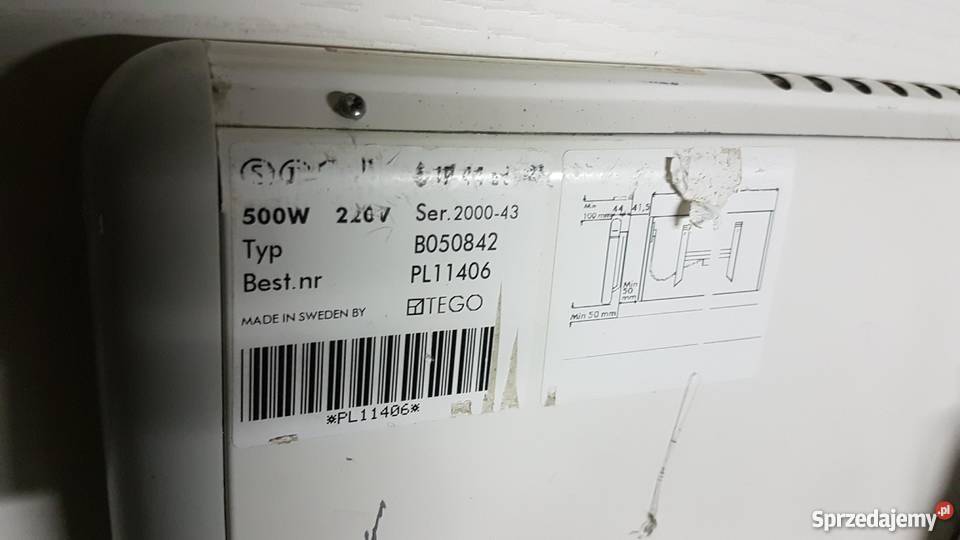 500W 220V Ser.2000-43
Typ B050842
Best.nr PL11406
MADE IN SWEDEN BY TEGO
*PL11406*
Min
100 mm
44
41,5
Min
50
mm
Min 50 mm
Sprzedajemy.pl